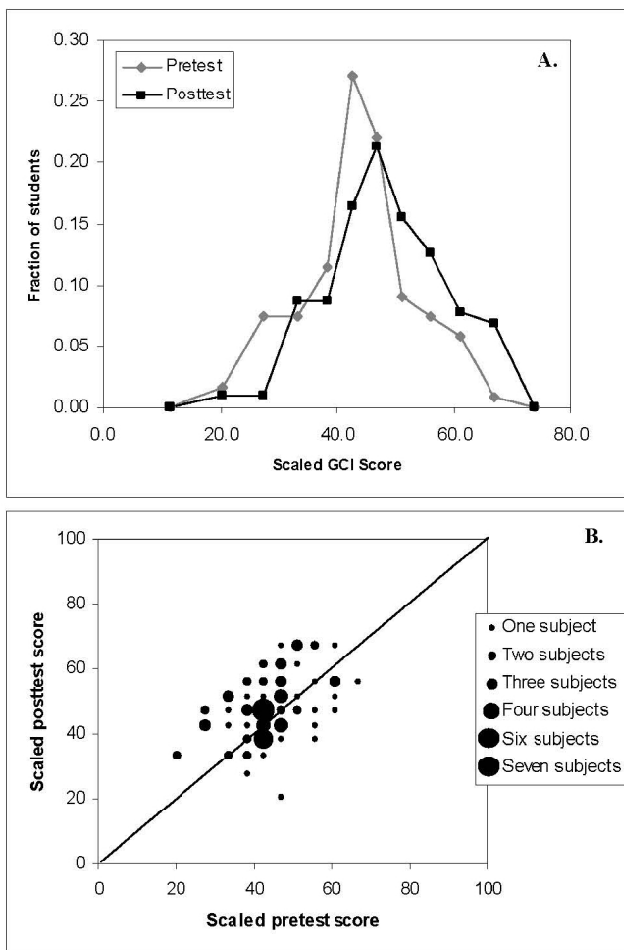 A.
Pretest
Posttest
Fraction of students
0.30
0.25
0.20
0.15
0.10
0.05
0.00
0.0 20.0 40.0 60.0 80.0
Scaled GCI Score
B.
Scaled posttest score
100
80
60
40
20
0
0 20 40 60 80 100
Scaled pretest score
One subject
Two subjects
Three subjects
Four subjects
Six subjects
Seven subjects